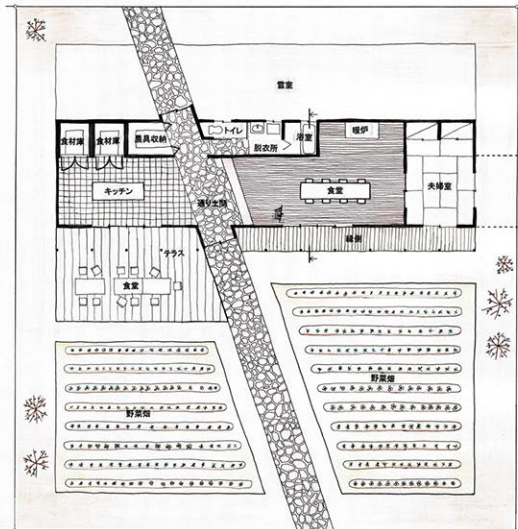 雪室
食材庫
食材庫
農具収納
トイレ
脱衣所
浴室
暖炉
キッチン
通り土間
食堂
夫婦室
テラス
縁側
食堂
野菜畑
野菜畑